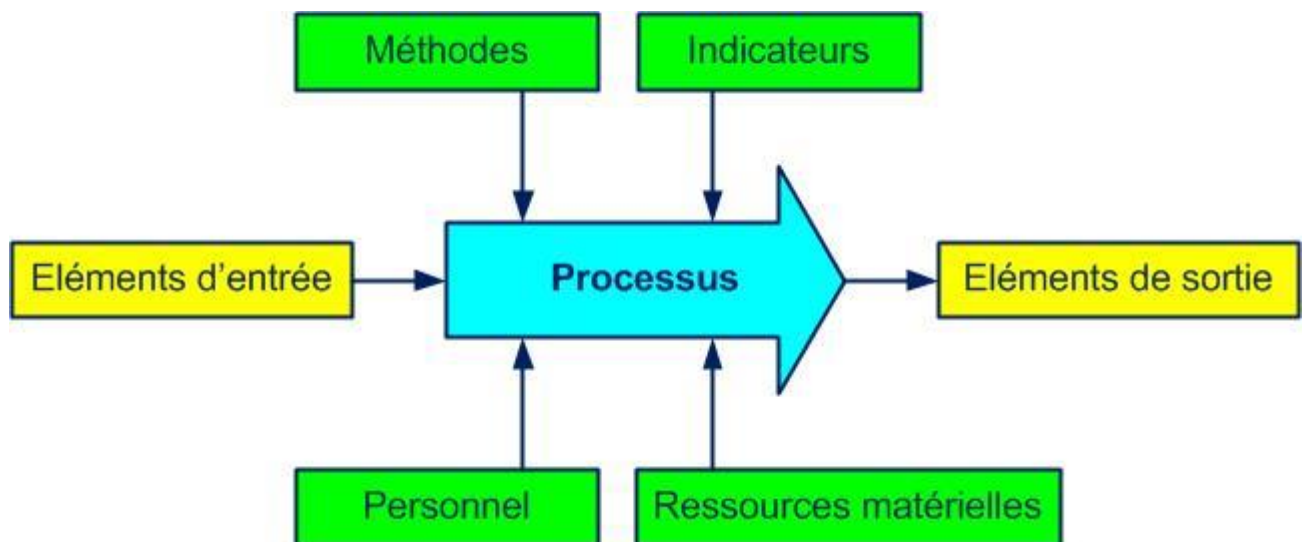 Méthodes
Indicateurs
Eléments d'entrée
Processus
Eléments de sortie
Personnel
Ressources matérielles